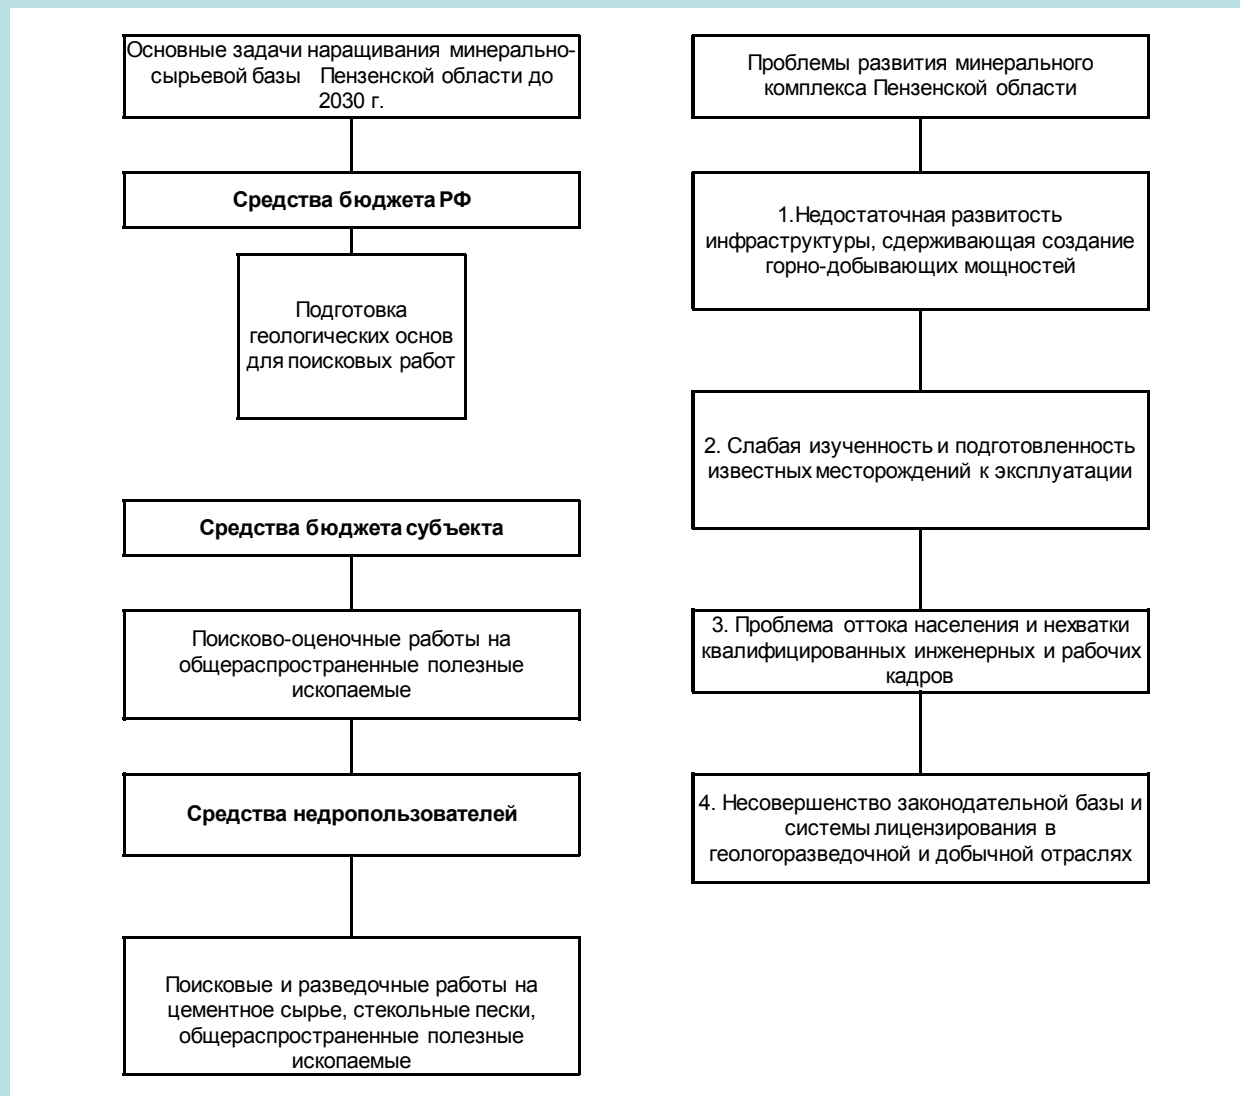 Основные задачи наращивания минерально-
сырьевой базы Пензенской области до
2030 г.
Средства бюджета РФ
Подготовка
геологических основ
для поисковых работ
Средства бюджета субъекта
Поисково-оценочные работы на
общераспространенные полезные
ископаемые
Средства недропользователей
Поисковые и разведочные работы на
цементное сырье, стекольные пески,
общераспространенные полезные
ископаемые
Проблемы развития минерального
комплекса Пензенской области
1.Недостаточная развитость
инфраструктуры, сдерживающая создание
горно-добывающих мощностей
2. Слабая изученность и подготовленность
известных месторождений к эксплуатации
3. Проблема оттока населения и нехватки
квалифицированных инженерных и рабочих
кадров
4. Несовершенство законодательной базы и
системы лицензирования в
геологоразведочной и добычной отраслях